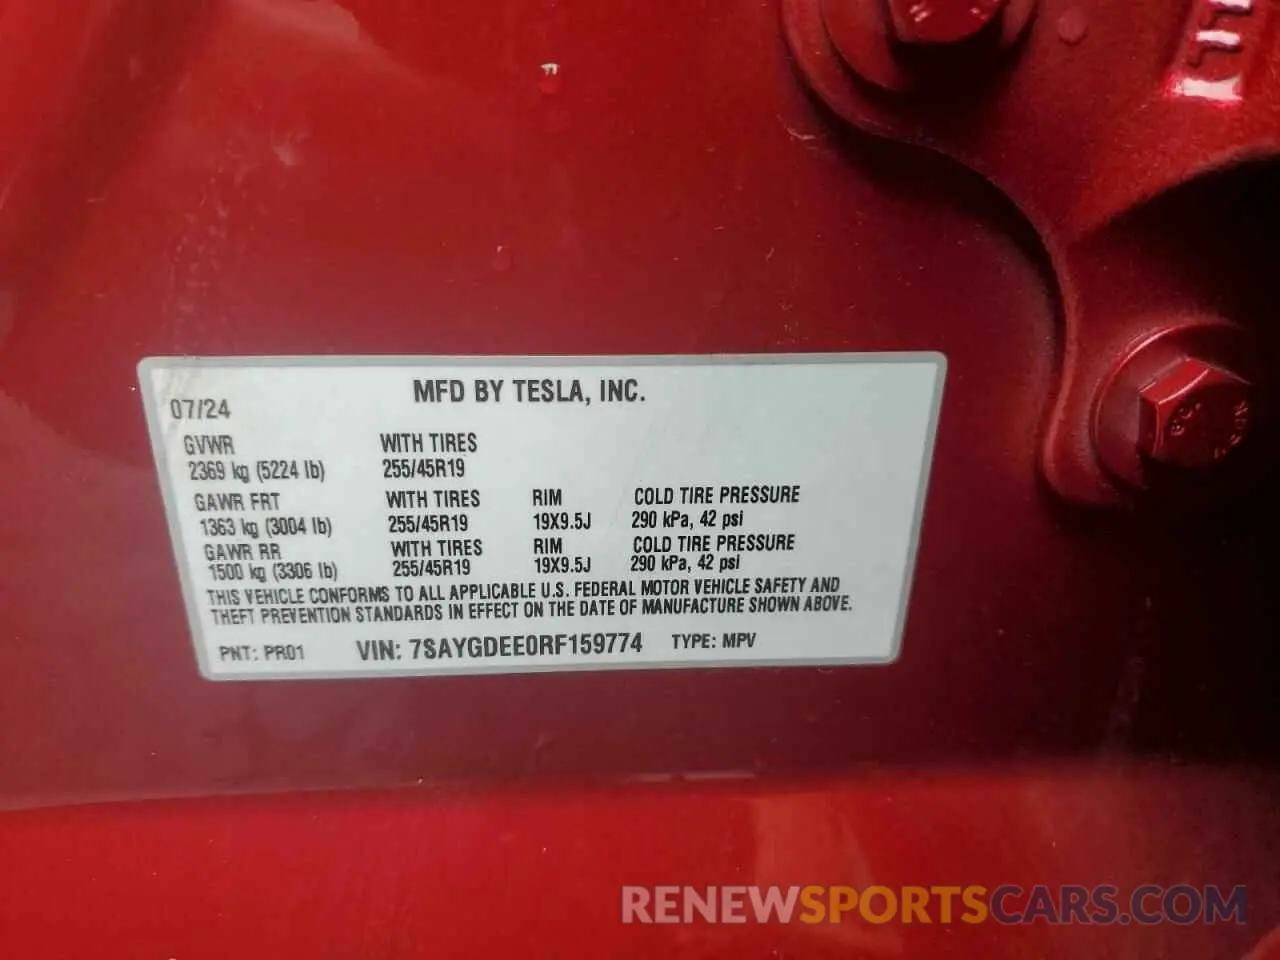 MFD BY TESLA, INC.
07/24
GVWR WITH TIRES
2369 kg (5224 lb) 255/45R19
GAWR FRT WITH TIRES RIM COLD TIRE PRESSURE
1363 kg (3004 lb) 255/45R19 19X9.5J 290 kPa, 42 psi
GAWR RR WITH TIRES RIM COLD TIRE PRESSURE
1500 kg (3306 lb) 255/45R19 19X9.5J 290 kPa, 42 psi
THIS VEHICLE CONFORMS TO ALL APPLICABLE U.S. FEDERAL MOTOR VEHICLE SAFETY AND
THEFT PREVENTION STANDARDS IN EFFECT ON THE DATE OF MANUFACTURE SHOWN ABOVE.
PNT: PR01 VIN: 7SAYGDEE0RF159774 TYPE: MPV
RENEWSPORTSCARS.COM